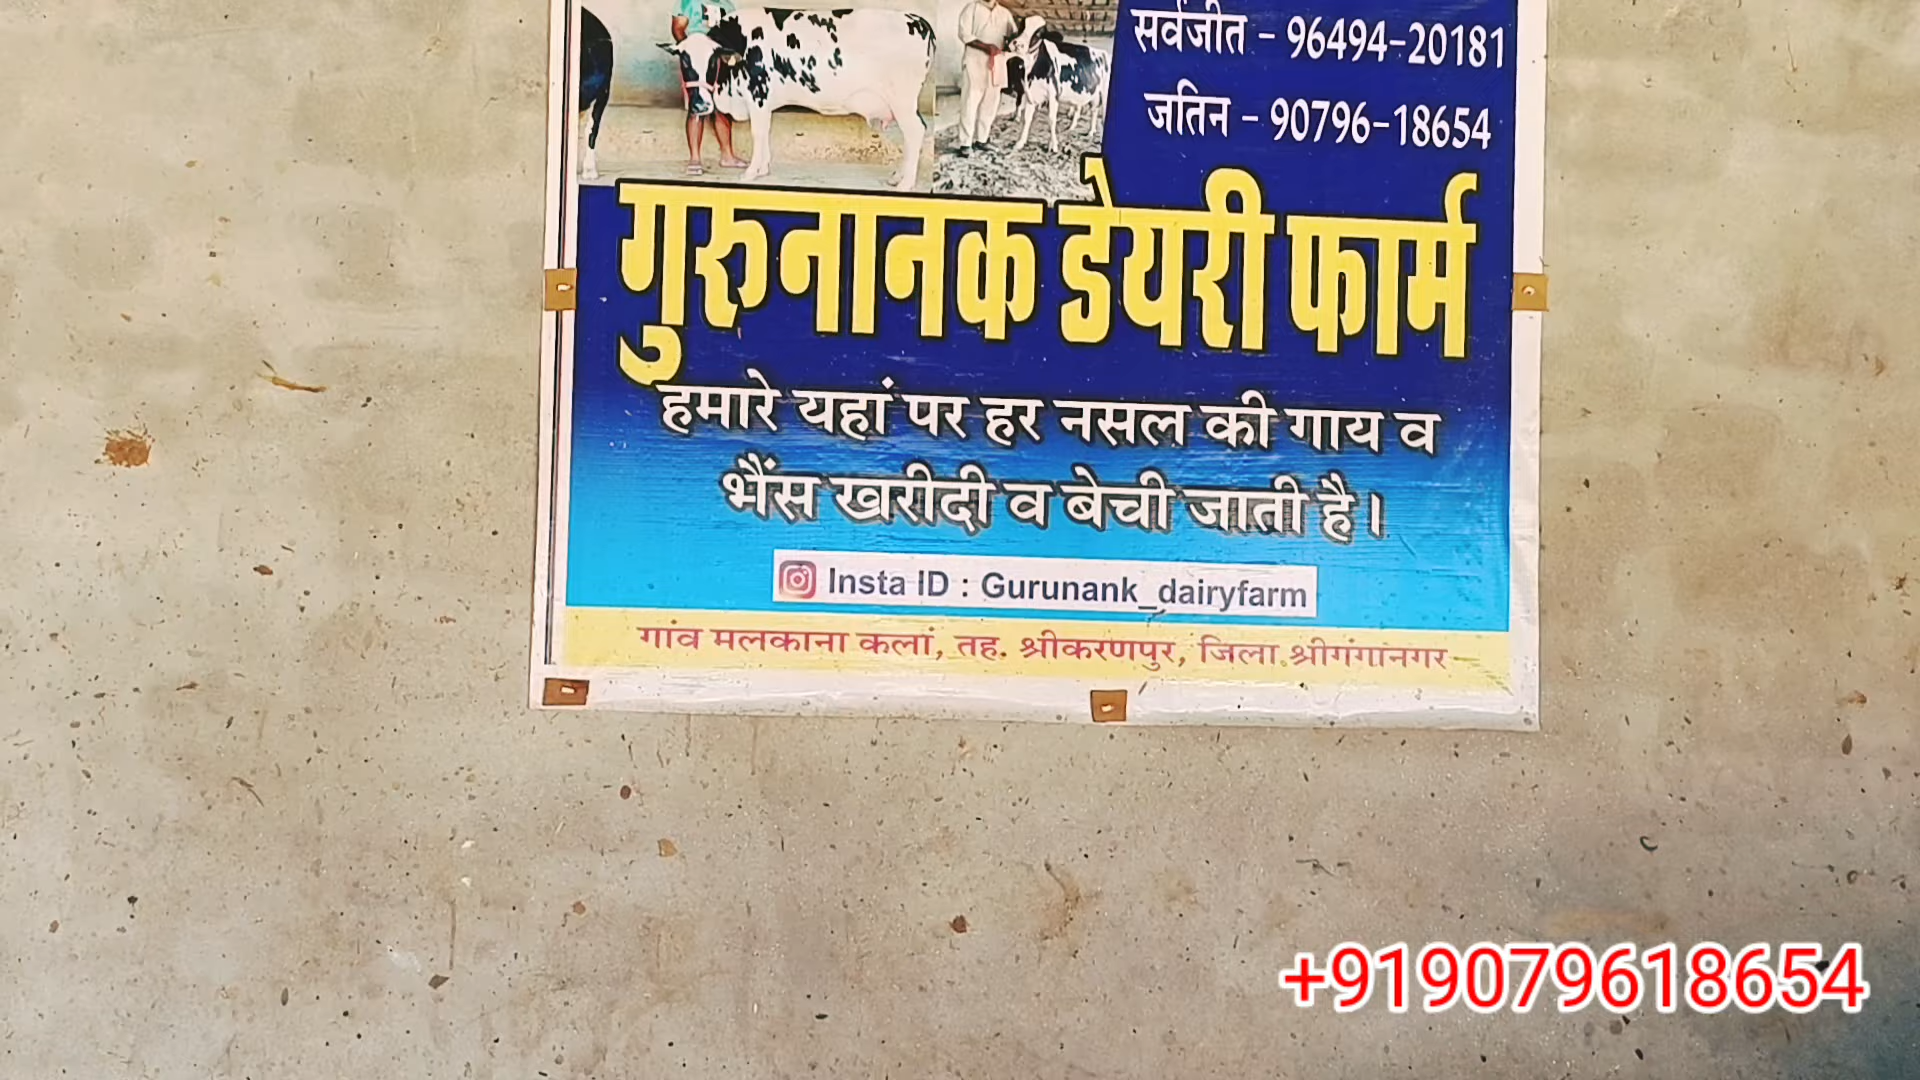 सर्वजीत - 96494-20181
जतिन - 90796-18654
गुरुनानक डेयरी फार्म
हमारे यहां पर हर नसल की गाय व
भैंस खरीदी व बेची जाती है।
Insta ID : Gurunank_dairyfarm
गांव मलकाना कलां, तह. श्रीकरणपुर, जिला श्रीगंगानगर
+919079618654